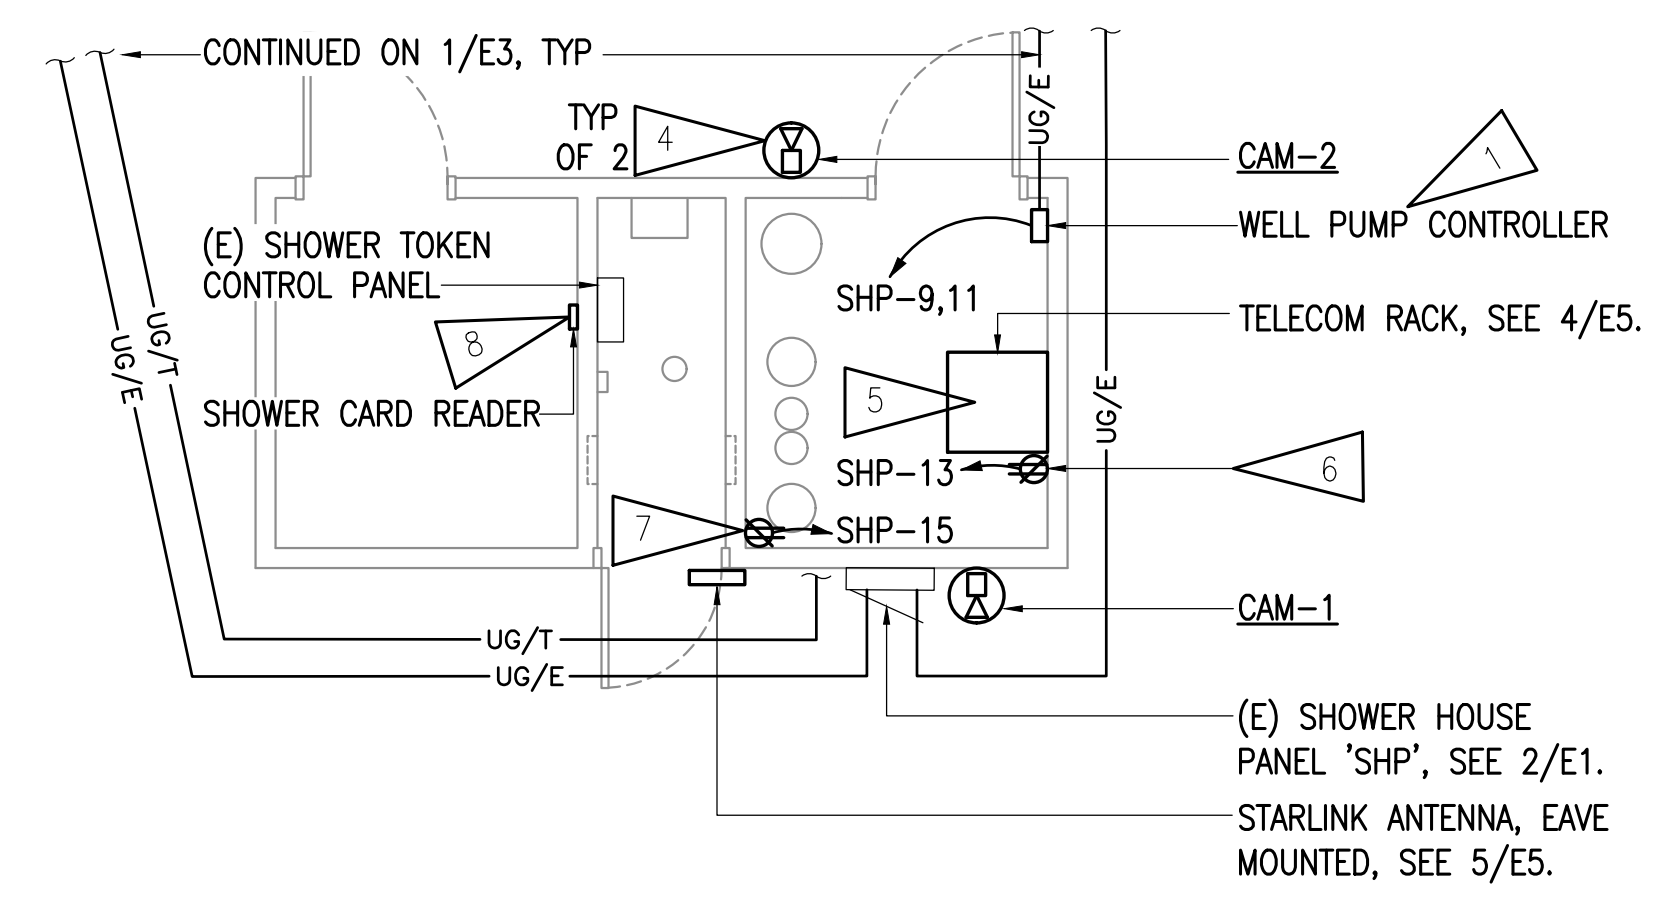 CONTINUED ON 1/E3, TYP
TYP
OF 2
4
UG/E
CAM-2
1
WELL PUMP CONTROLLER
(E) SHOWER TOKEN
CONTROL PANEL
SHP-9,11
TELECOM RACK, SEE 4/E5.
UG/T
UG/E
8
SHOWER CARD READER
5
UG/E
SHP-13
6
7
SHP-15
CAM-1
UG/T
UG/E
(E) SHOWER HOUSE
PANEL 'SHP', SEE 2/E1.
STARLINK ANTENNA, EAVE
MOUNTED, SEE 5/E5.